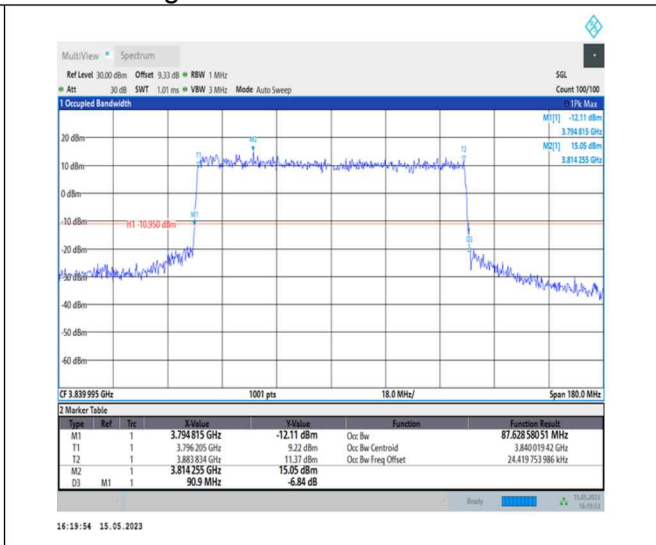 MultiView Spectrum
Ref Level 30.00 dBm Offset 9.33 dB RBW 1 MHz SGL
Att 30 dB SWT 1.01 ms VBW 3 MHz Mode Auto Sweep Count 100/100
1 Occupied Bandwidth 1Pk Max
M1[1] -12.11 dBm
3.794 815 GHz
M2[1] 15.05 dBm
3.814 255 GHz
20 dBm
M2
T1
T2
10 dBm
0 dBm
M1
-10 dBm
H1 -10.950 dBm
D3
-20 dBm
-30 dBm
-40 dBm
-50 dBm
-60 dBm
CF 3.839 995 GHz 1001 pts 18.0 MHz/ Span 180.0 MHz
2 Marker Table
Type Ref Trc X-Value Y-Value Function Function Result
M1 1 3.794 815 GHz -12.11 dBm Occ Bw 87.628 580 51 MHz
T1 1 3.796 205 GHz 9.22 dBm Occ Bw Centroid 3.840 019 42 GHz
T2 1 3.883 834 GHz 11.37 dBm Occ Bw Freq Offset 24.419 753 986 kHz
M2 1 3.814 255 GHz 15.05 dBm
D3 M1 1 90.9 MHz -6.84 dB
Ready 15.05.2023
16:19:53
16:19:54 15.05.2023